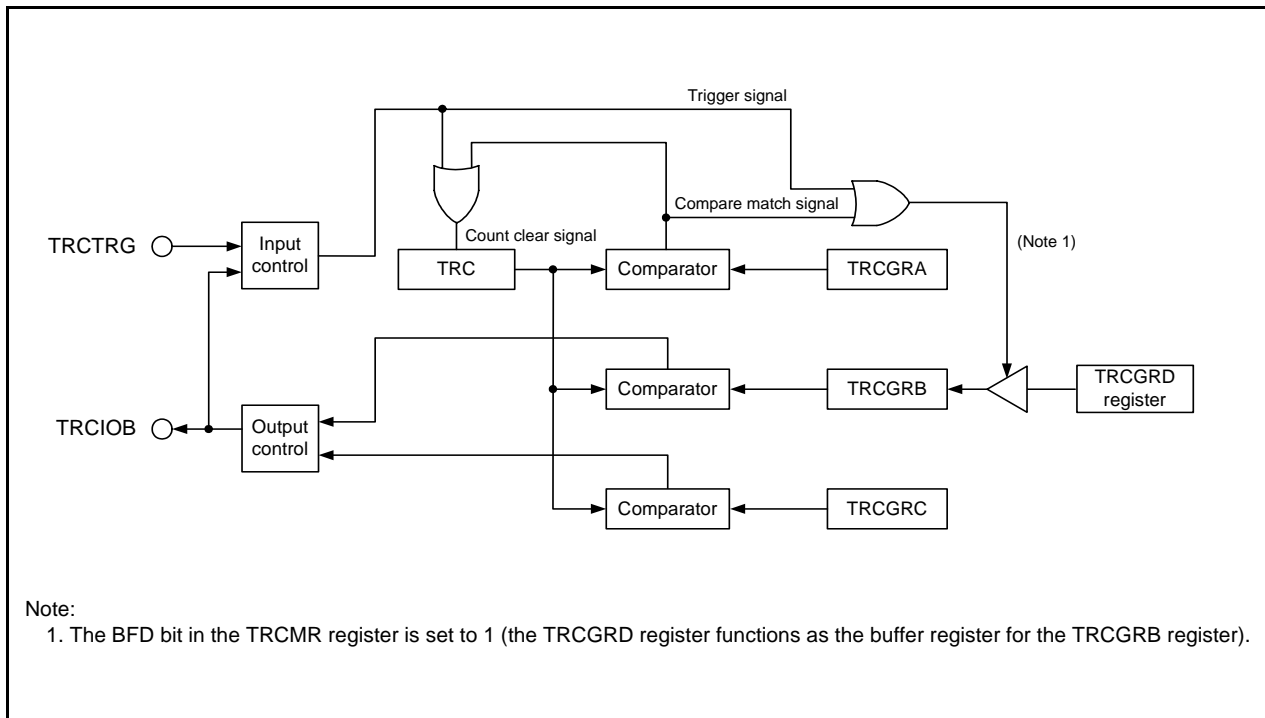 Trigger signal
Compare match signal
TRCTRG
Input
control
Count clear signal
(Note 1)
TRC
Comparator
TRCGRA
Comparator
TRCGRB
TRCGRD
register
TRCIOB
Output
control
Comparator
TRCGRC
Note:
1. The BFD bit in the TRCMR register is set to 1 (the TRCGRD register functions as the buffer register for the TRCGRB register).